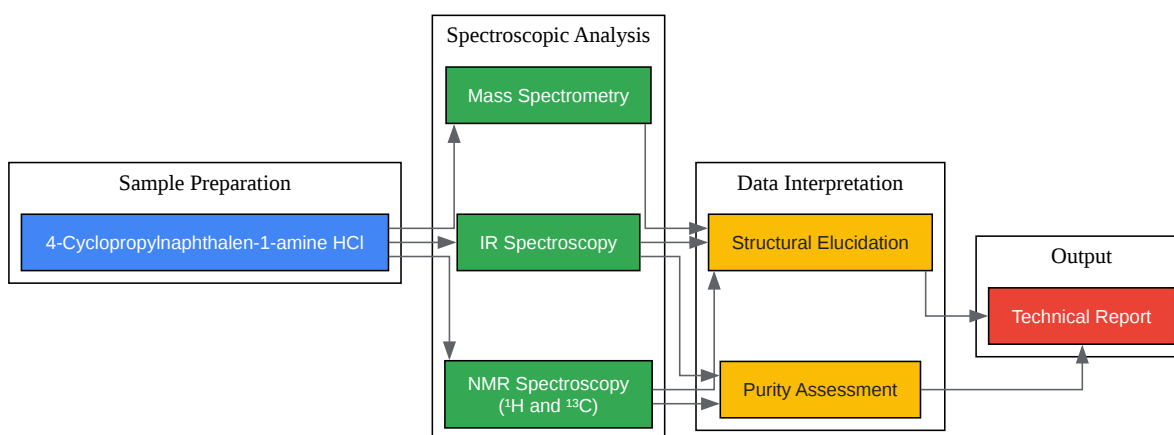 Spectroscopic Analysis
Mass Spectrometry
Sample Preparation
Data Interpretation
4-Cyclopropylnaphthalen-1-amine HCl
IR Spectroscopy
Structural Elucidation
Output
Technical Report
NMR Spectroscopy
(¹H and ¹³C)
Purity Assessment